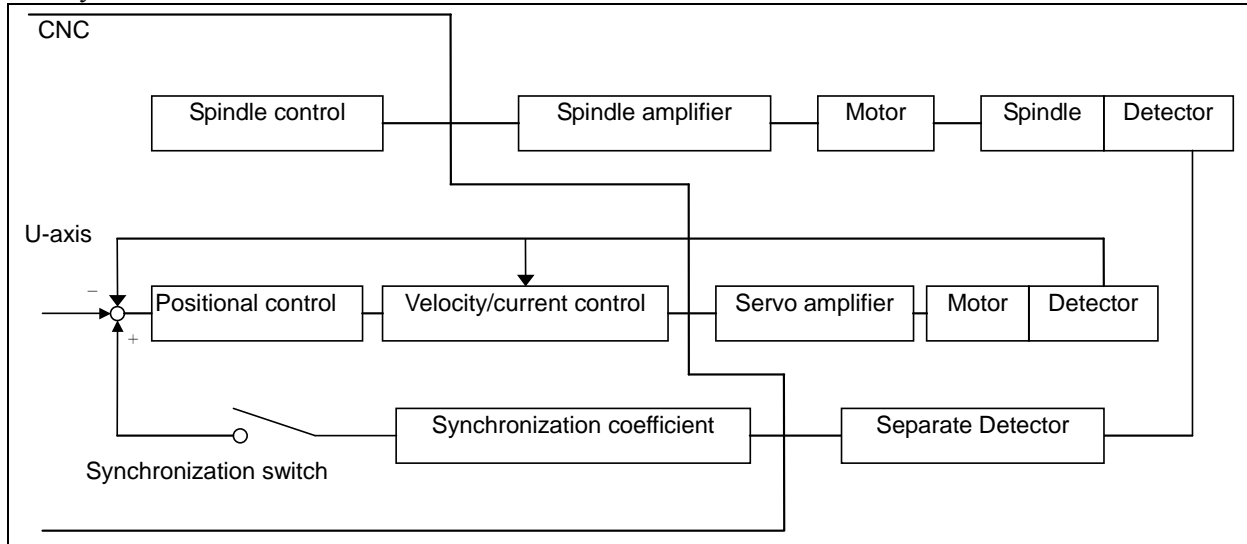 CNC
Spindle control
Spindle amplifier
Motor
Spindle
Detector
U-axis
−
Positional control
Velocity/current control
Servo amplifier
Motor
Detector
+
Synchronization coefficient
Separate Detector
Synchronization switch